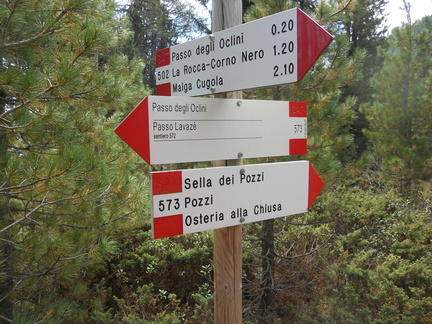 Passo degli Oclini 0.20
502 La Rocca-Corno Nero 1.20
Malga Cugola 2.10
Passo degli Oclini
Passo Lavazè
sentiero 572
573
Sella dei Pozzi
573 Pozzi
Osteria alla Chiusa